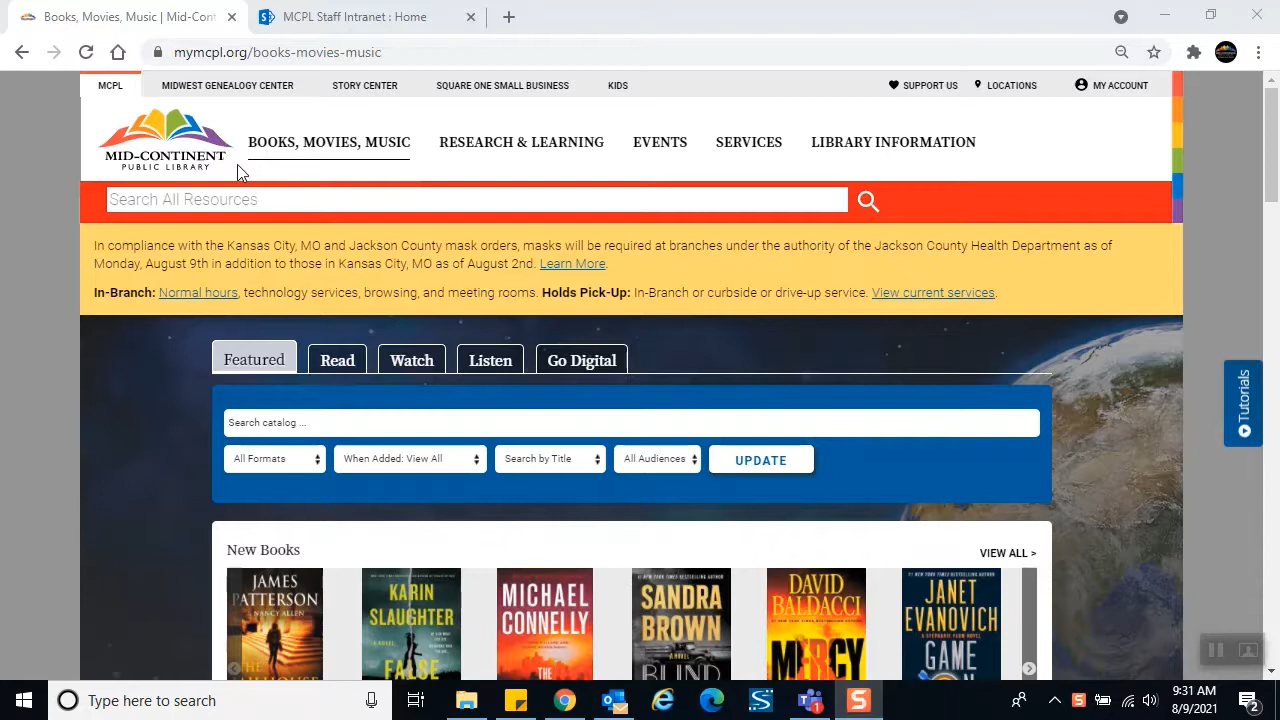 Books, Movies, Music | Mid-Cont
MCPL Staff Intranet : Home
mymcpl.org/books-movies-music
MCPL
MIDWEST GENEALOGY CENTER
STORY CENTER
SQUARE ONE SMALL BUSINESS
KIDS
SUPPORT US
LOCATIONS
MY ACCOUNT
MID-CONTINENT
PUBLIC LIBRARY
BOOKS, MOVIES, MUSIC
RESEARCH & LEARNING
EVENTS
SERVICES
LIBRARY INFORMATION
Search All Resources
In compliance with the Kansas City, MO and Jackson County mask orders, masks will be required at branches under the authority of the Jackson County Health Department as of
Monday, August 9th in addition to those in Kansas City, MO as of August 2nd. Learn More.
In-Branch: Normal hours, technology services, browsing, and meeting rooms. Holds Pick-Up: In-Branch or curbside or drive-up service. View current services.
Featured
Read
Watch
Listen
Go Digital
Tutorials
Search catalog ...
All Formats
When Added: View All
Search by Title
All Audiences
UPDATE
New Books
VIEW ALL >
JAMES
PATTERSON
NANCY ALLEN
KARIN
SLAUGHTER
A NOVEL
FALSE
MICHAEL
CONNELLY
THE
SANDRA
BROWN
BLIND
DAVID
BALDACCI
MERCY
JANET
EVANOVICH
GAME
Type here to search
9:31 AM
8/9/2021
1
2